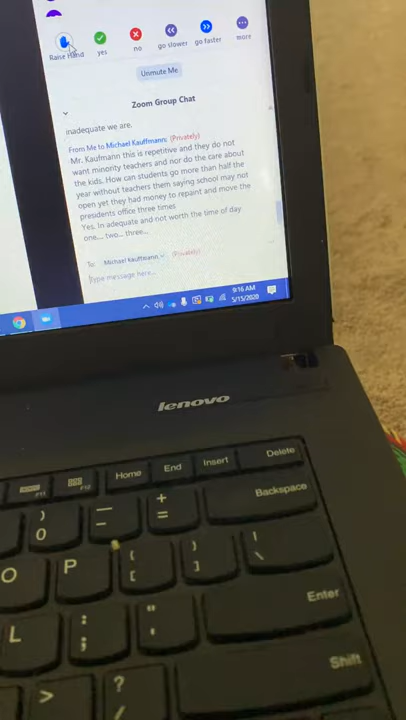 Raise Hand
yes
no
go slower
go faster
more
Unmute Me
Zoom Group Chat
inadequate we are.
From Me to Michael Kauffmann: (Privately)
Mr. Kaufmann this is repetitive and they do not
want minority teachers and nor do the care about
the kids. How can students go more than half the
year without teachers them saying school may not
open yet they had money to repaint and move the
presidents office three times
Yes. In adequate and not worth the time of day
one.... two... three...
To: Michael Kauffmann (Privately)
Type message here...
9:16 AM
5/15/2020
lenovo
F11 F12 Home End Insert Delete
) 0 — - + = Backspace
O P { [ } ] | \
L : ; " ' Enter
> ? / Shift